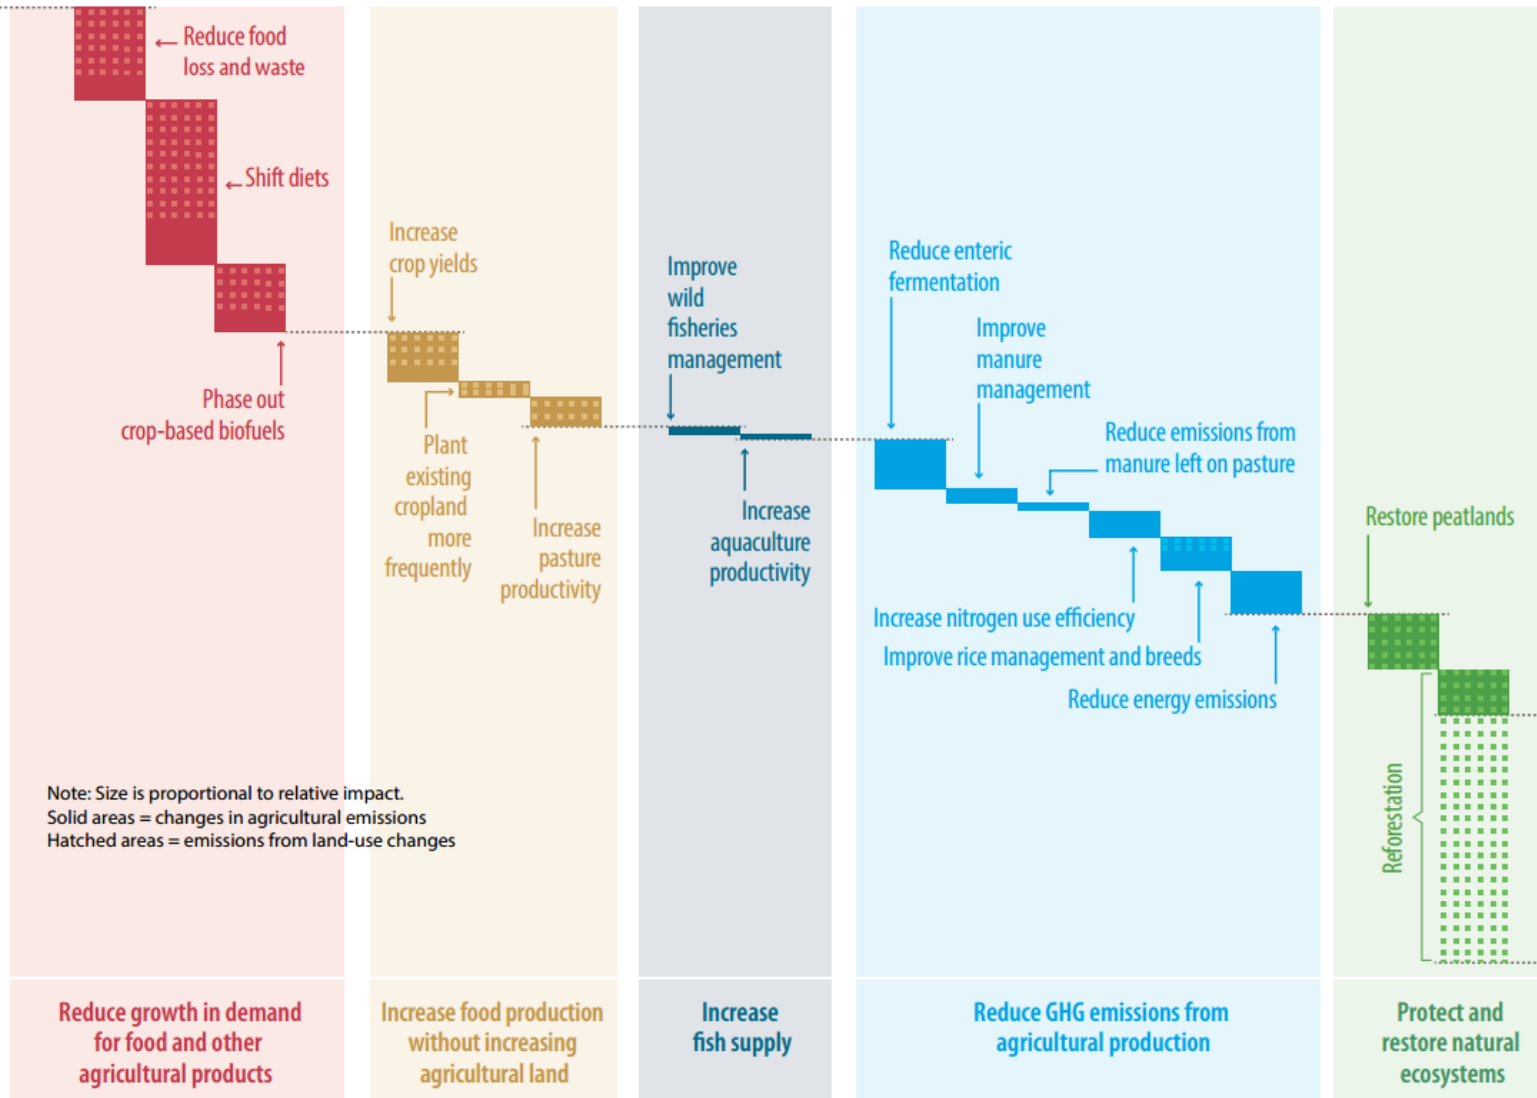 Reduce food
loss and waste
Shift diets
Phase out
crop-based biofuels
Increase
crop yields
Plant
existing
cropland
more
frequently
Increase
pasture
productivity
Improve
wild
fisheries
management
Increase
aquaculture
productivity
Reduce enteric
fermentation
Improve
manure
management
Reduce emissions from
manure left on pasture
Increase nitrogen use efficiency
Improve rice management and breeds
Reduce energy emissions
Restore peatlands
Reforestation
Note: Size is proportional to relative impact.
Solid areas = changes in agricultural emissions
Hatched areas = emissions from land-use changes
Reduce growth in demand
for food and other
agricultural products
Increase food production
without increasing
agricultural land
Increase
fish supply
Reduce GHG emissions from
agricultural production
Protect and
restore natural
ecosystems